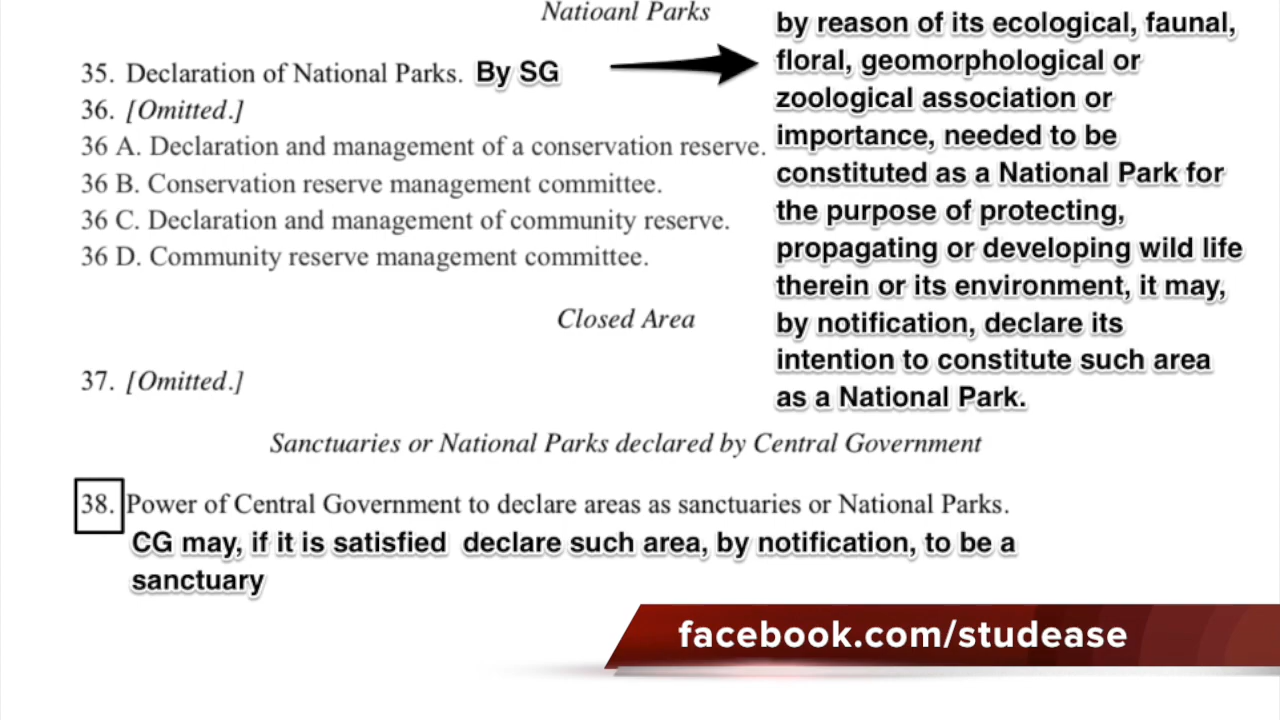 Natioanl Parks
35. Declaration of National Parks. By SG
36. [Omitted.]
36 A. Declaration and management of a conservation reserve.
36 B. Conservation reserve management committee.
36 C. Declaration and management of community reserve.
36 D. Community reserve management committee.
by reason of its ecological, faunal,
floral, geomorphological or
zoological association or
importance, needed to be
constituted as a National Park for
the purpose of protecting,
propagating or developing wild life
therein or its environment, it may,
by notification, declare its
intention to constitute such area
as a National Park.
Closed Area
37. [Omitted.]
Sanctuaries or National Parks declared by Central Government
38. Power of Central Government to declare areas as sanctuaries or National Parks.
CG may, if it is satisfied declare such area, by notification, to be a
sanctuary
facebook.com/studease